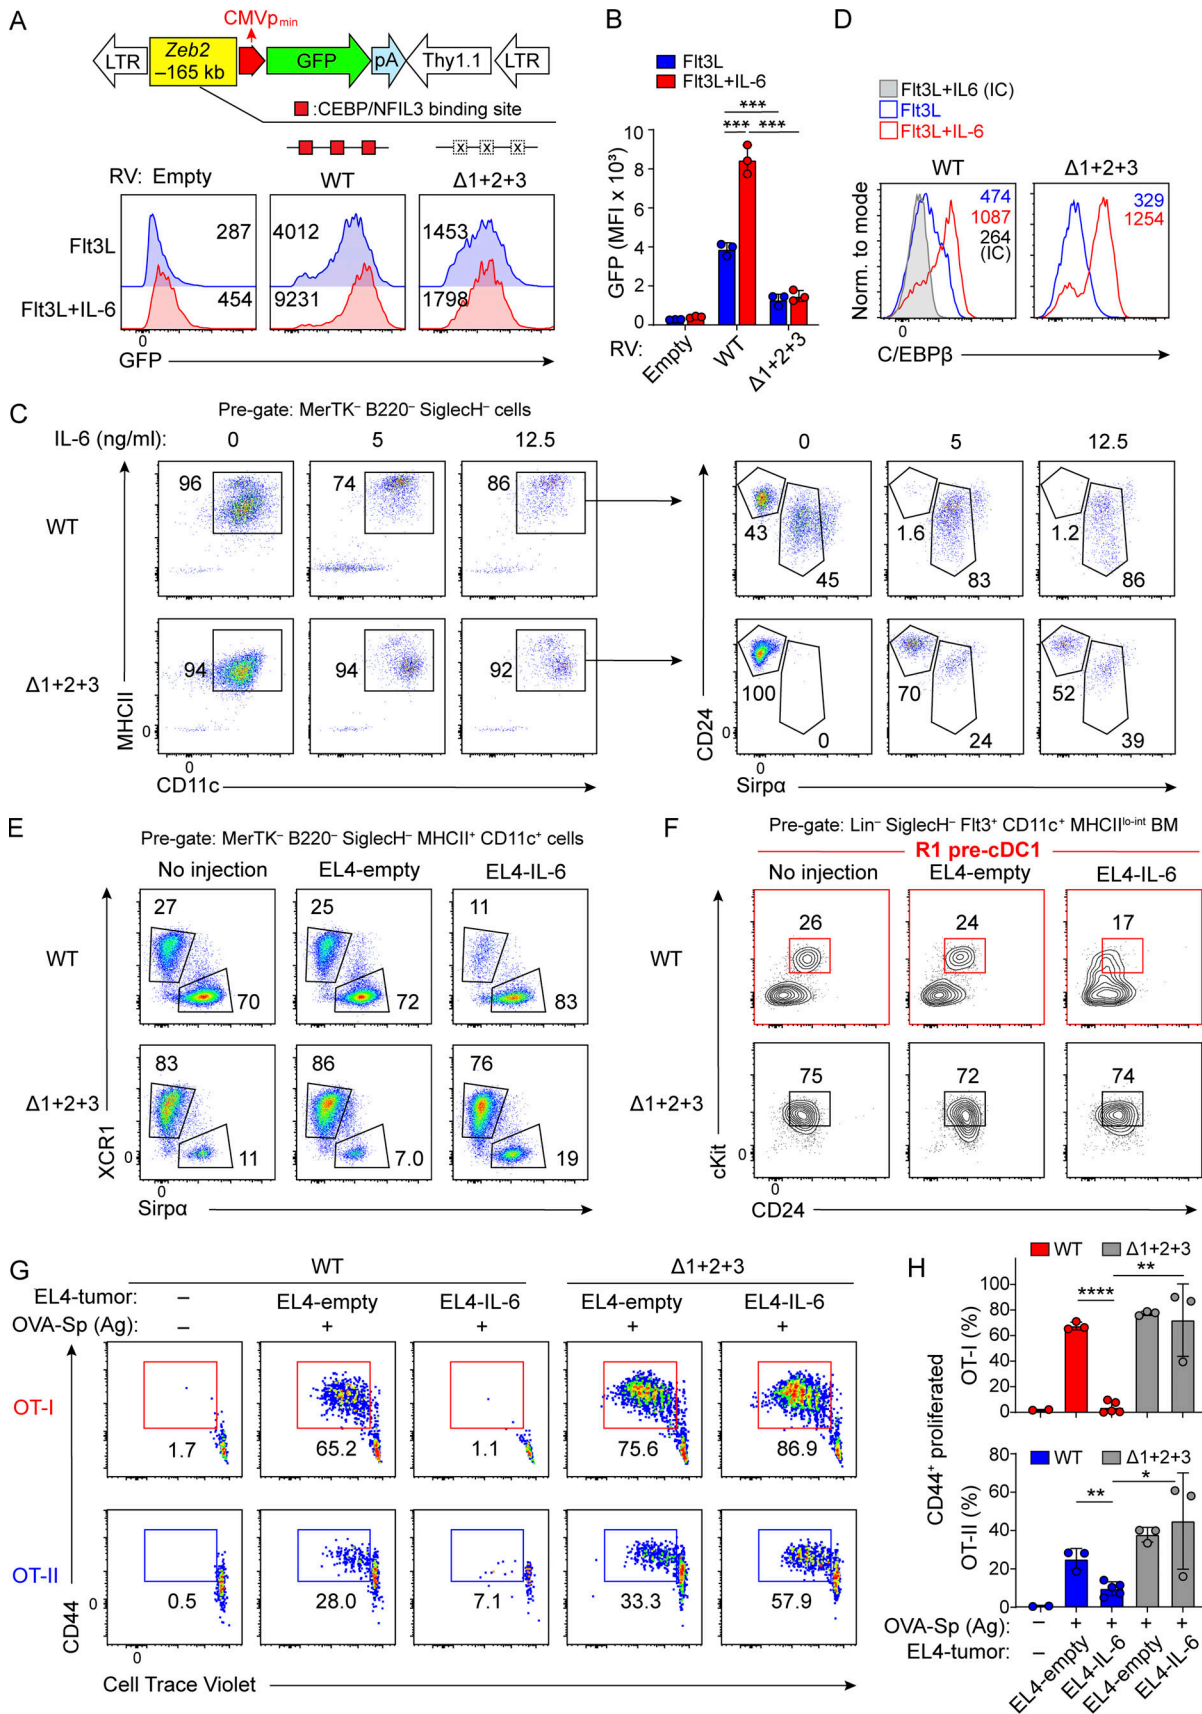 A
CMVp min
LTR
Zeb2
–165 kb
GFP
pA
Thy1.1
LTR
:CEBP/NFIL3 binding site
x x x
RV: Empty WT Δ1+2+3
Flt3L 287 4012 1453
Flt3L+IL-6 454 9231 1798
0
GFP
B
Flt3L
Flt3L+IL-6
***
*** ***
GFP (MFI x 10³)
10
8
6
4
2
0
RV: Empty WT Δ1+2+3
D
Flt3L+IL6 (IC)
Flt3L
Flt3L+IL-6
WT Δ1+2+3
Norm. to mode
474
1087
264
(IC)
329
1254
0
C/EBPβ
C
Pre-gate: MerTK– B220– SiglecH– cells
IL-6 (ng/ml): 0 5 12.5 0 5 12.5
WT
96 74 86
43 45 1.6 83 1.2 86
Δ1+2+3
94 94 92
100 0 70 24 52 39
MHCII
0
0
CD11c
CD24
0
0
Sirpα
E
Pre-gate: MerTK– B220– SiglecH– MHCII+ CD11c+ cells
No injection EL4-empty EL4-IL-6
WT
27 70 25 72 11 83
Δ1+2+3
83 11 86 7.0 76 19
XCR1
0
0
Sirpα
F
Pre-gate: Lin– SiglecH– Flt3+ CD11c+ MHCII lo-int BM
R1 pre-cDC1
No injection EL4-empty EL4-IL-6
WT
26 24 17
Δ1+2+3
75 72 74
cKit
0
0
CD24
G
WT Δ1+2+3
EL4-tumor: – EL4-empty EL4-IL-6 EL4-empty EL4-IL-6
OVA-Sp (Ag): – + + + +
OT-I
1.7 65.2 1.1 75.6 86.9
OT-II
0.5 28.0 7.1 33.3 57.9
CD44
0
0
Cell Trace Violet
H
WT Δ1+2+3
**
****
OT-I (%)
100
80
60
40
20
0
CD44+ proliferated
WT Δ1+2+3
*
**
OT-II (%)
80
60
40
20
0
OVA-Sp (Ag): – + + + +
EL4-tumor: – EL4-empty EL4-IL-6 EL4-empty EL4-IL-6